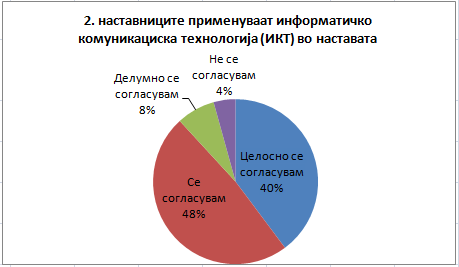 2. наставниците применуваат информатичко
комуникациска технологија (ИКТ) во наставата
Не се
согласувам
4%
Делумно се
согласувам
8%
Целосно се
согласувам
40%
Се
согласувам
48%